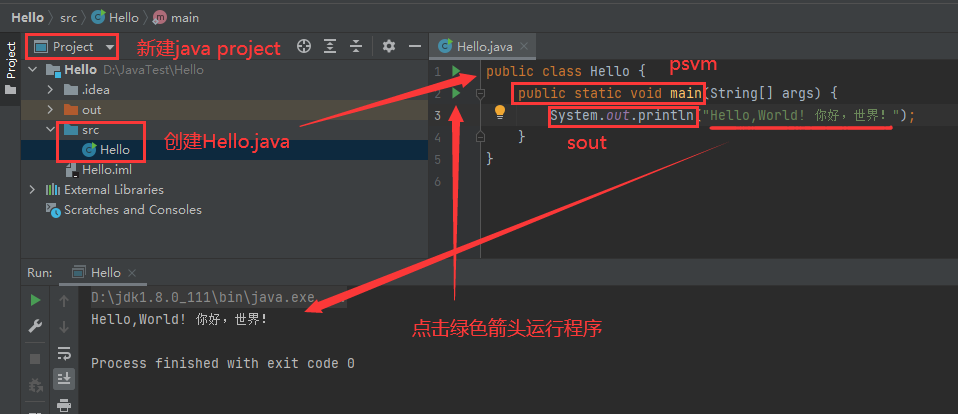 Hello src Hello main
Project
Project 新建java project
Hello D:\JavaTest\Hello
.idea
out
src
Hello
创建Hello.java
Hello.iml
External Libraries
Scratches and Consoles
Hello.java
psvm
1 public class Hello {
2 public static void main(String[] args) {
3 System.out.println("Hello,World! 你好，世界! ");
sout
4 }
5 }
6
Run: Hello
D:\jdk1.8.0_111\bin\java.exe ...
Hello,World! 你好，世界!
点击绿色箭头运行程序
Process finished with exit code 0